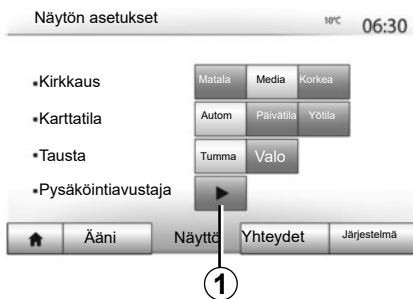 Näytön asetukset 10°C 06:30
▪Kirkkaus Matala Media Korkea
▪Karttatila Autom Päivätila Yötila
▪Tausta Tumma Valo
▪Pysäköintiavustaja
Ääni Näyttö Yhteydet Järjestelmä
1